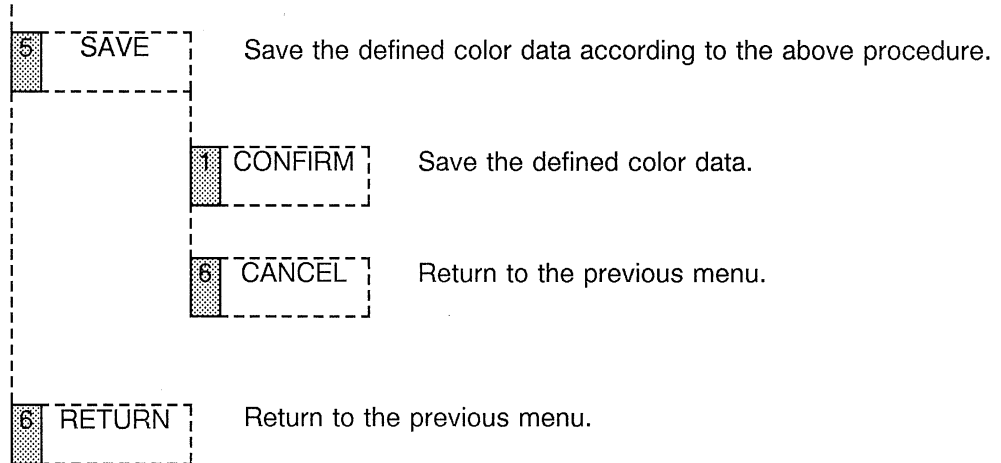 5 SAVE Save the defined color data according to the above procedure.
1 CONFIRM Save the defined color data.
6 CANCEL Return to the previous menu.
6 RETURN Return to the previous menu.